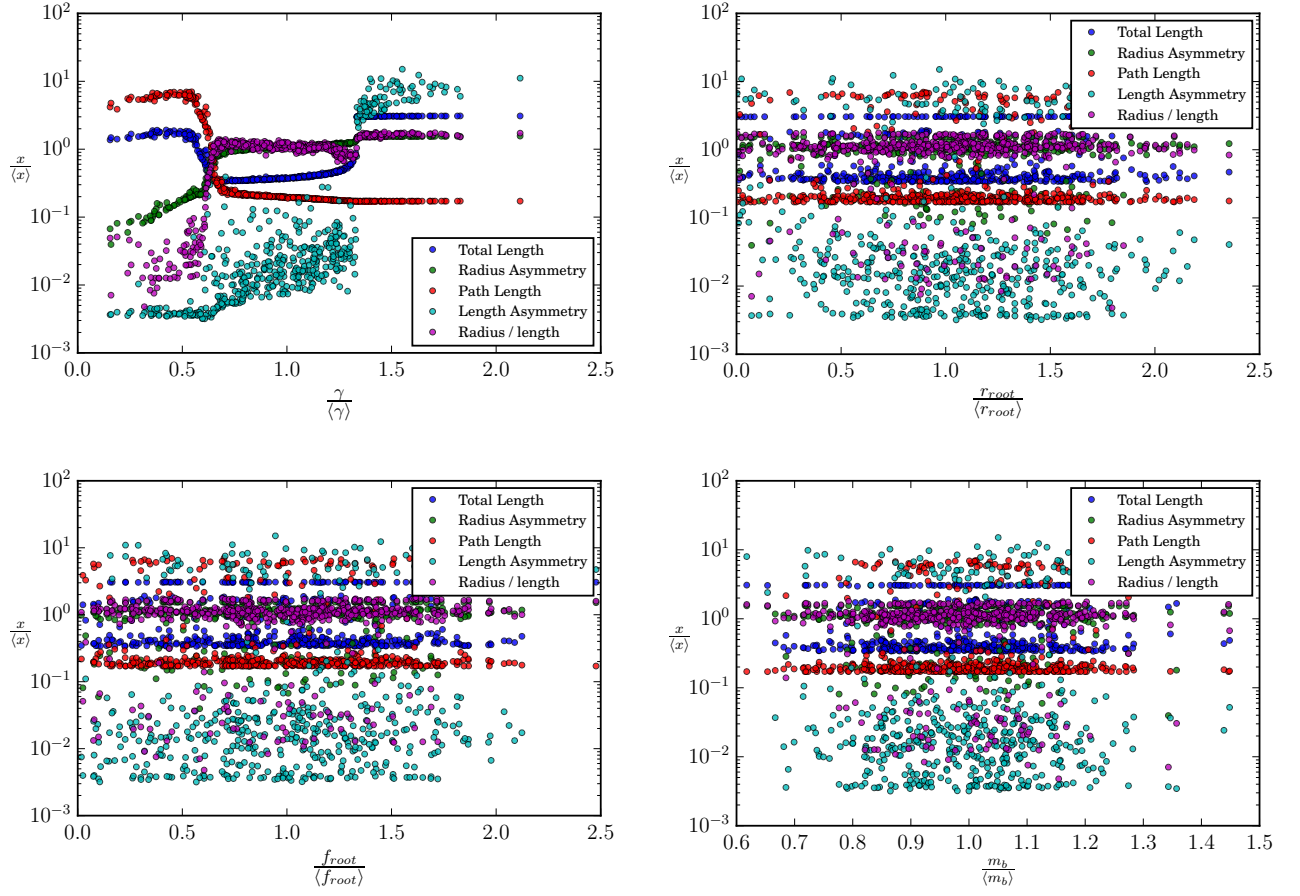 10^2
10^1
10^0
10^-1
10^-2
10^-3
x/⟨x⟩
Total Length
Radius Asymmetry
Path Length
Length Asymmetry
Radius / length
0.0 0.5 1.0 1.5 2.0 2.5
γ/⟨γ⟩
10^2
10^1
10^0
10^-1
10^-2
10^-3
x/⟨x⟩
Total Length
Radius Asymmetry
Path Length
Length Asymmetry
Radius / length
0.0 0.5 1.0 1.5 2.0 2.5
r_root/⟨r_root⟩
10^2
10^1
10^0
10^-1
10^-2
10^-3
x/⟨x⟩
Total Length
Radius Asymmetry
Path Length
Length Asymmetry
Radius / length
0.0 0.5 1.0 1.5 2.0 2.5
f_root/⟨f_root⟩
10^2
10^1
10^0
10^-1
10^-2
10^-3
x/⟨x⟩
Total Length
Radius Asymmetry
Path Length
Length Asymmetry
Radius / length
0.6 0.7 0.8 0.9 1.0 1.1 1.2 1.3 1.4 1.5
m_b/⟨m_b⟩